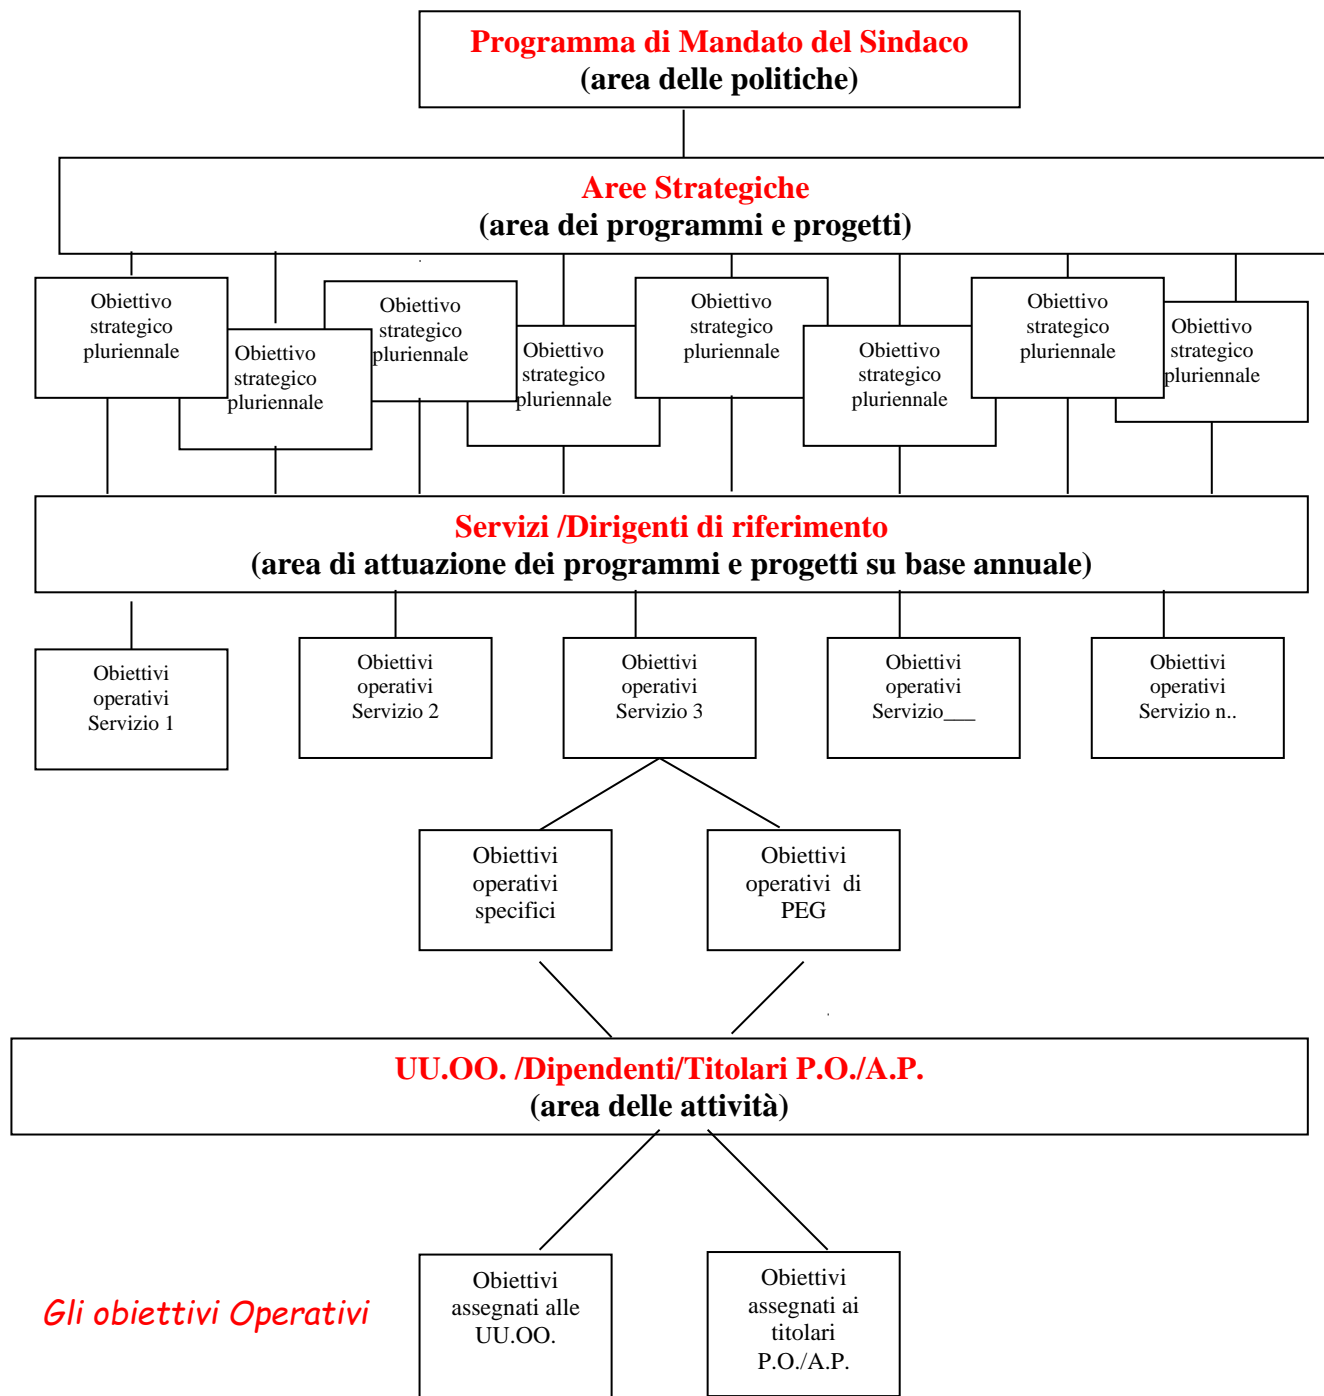 Programma di Mandato del Sindaco
(area delle politiche)
Aree Strategiche
(area dei programmi e progetti)
Obiettivo
strategico
pluriennale
Obiettivo
strategico
pluriennale
Obiettivo
strategico
pluriennale
Obiettivo
strategico
pluriennale
Obiettivo
strategico
pluriennale
Obiettivo
strategico
pluriennale
Obiettivo
strategico
pluriennale
Obiettivo
strategico
pluriennale
Servizi /Dirigenti di riferimento
(area di attuazione dei programmi e progetti su base annuale)
Obiettivi
operativi
Servizio 1
Obiettivi
operativi
Servizio 2
Obiettivi
operativi
Servizio 3
Obiettivi
operativi
Servizio___
Obiettivi
operativi
Servizio n..
Obiettivi
operativi
specifici
Obiettivi
operativi di
PEG
UU.OO. /Dipendenti/Titolari P.O./A.P.
(area delle attività)
Gli obiettivi Operativi
Obiettivi
assegnati alle
UU.OO.
Obiettivi
assegnati ai
titolari
P.O./A.P.